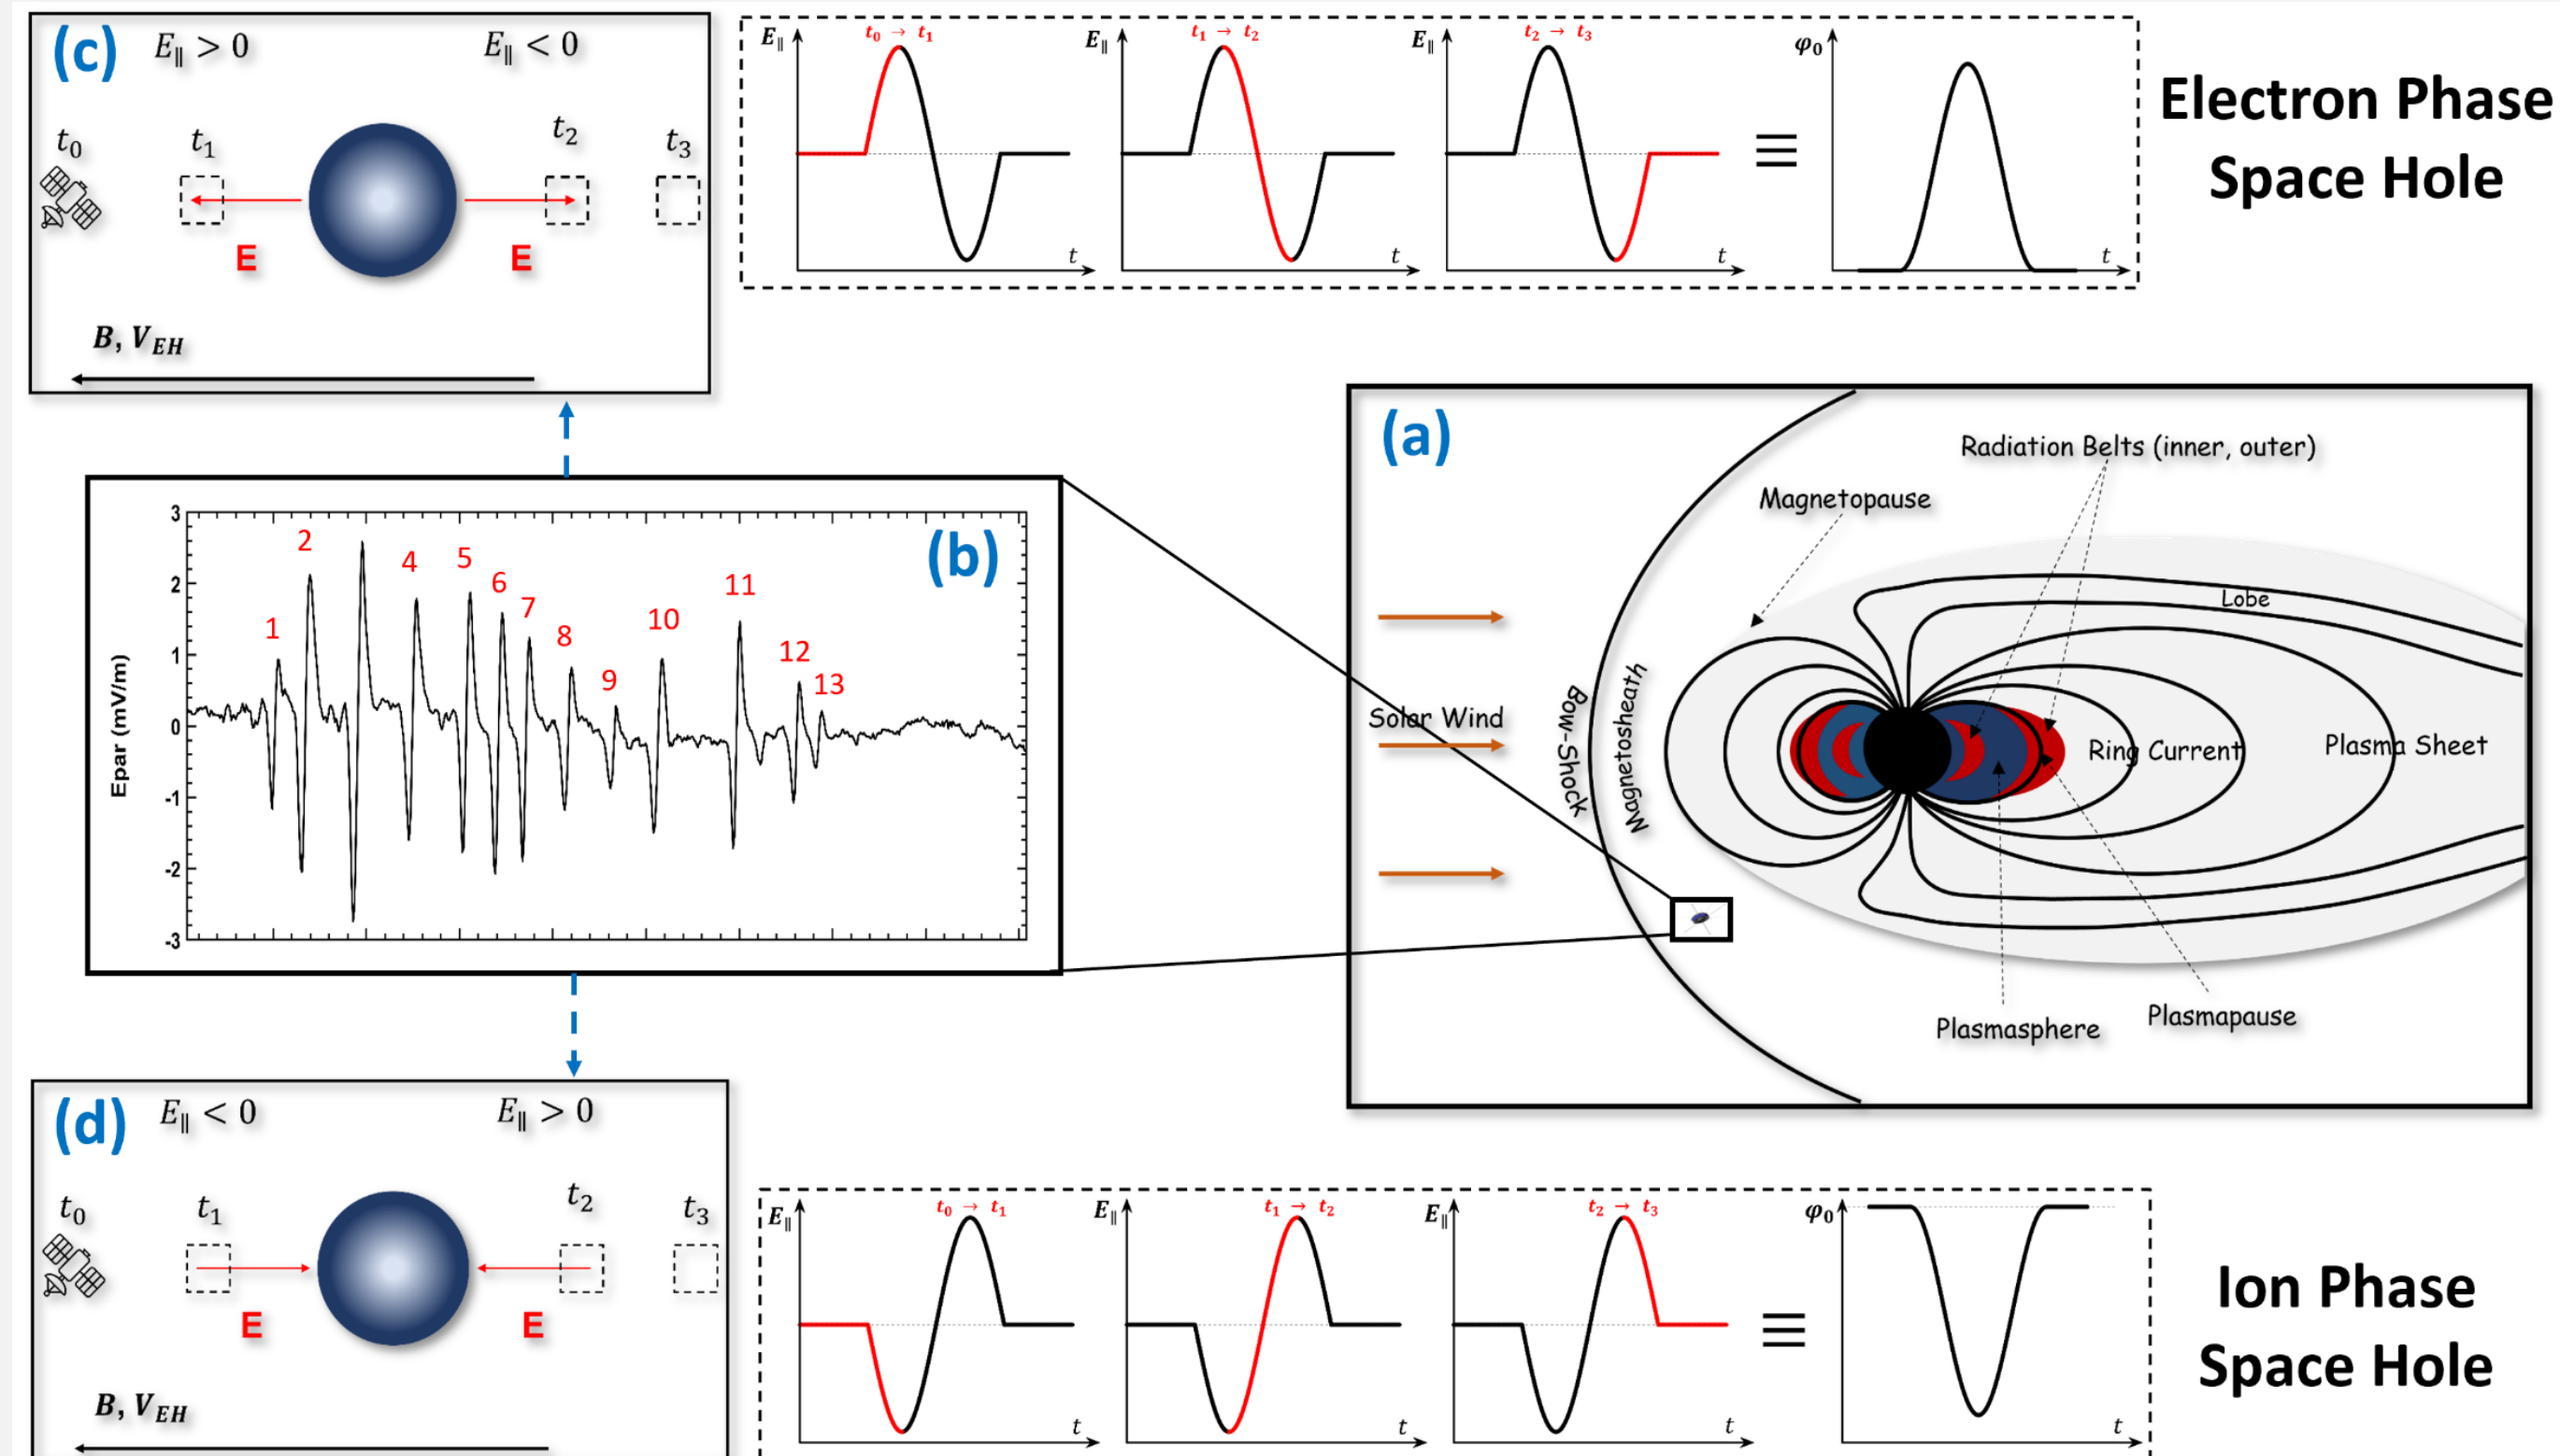 (c)
E∥ > 0
E∥ < 0
t0
t1
t2
t3
E
E
B, VEH
E∥
t0 → t1
t
E∥
t1 → t2
t
E∥
t2 → t3
t
≡
φ0
t
Electron Phase
Space Hole
(b)
3
2
1
0
-1
-2
-3
Epar (mV/m)
1
2
4
5
6
7
8
9
10
11
12
13
(a)
Radiation Belts (inner, outer)
Magnetopause
Lobe
Solar Wind
Bow-Shock
Magnetosheath
Ring Current
Plasma Sheet
Plasmasphere
Plasmapause
(d)
E∥ < 0
E∥ > 0
t0
t1
t2
t3
E
E
B, VEH
E∥
t0 → t1
t
E∥
t1 → t2
t
E∥
t2 → t3
t
≡
φ0
t
Ion Phase
Space Hole